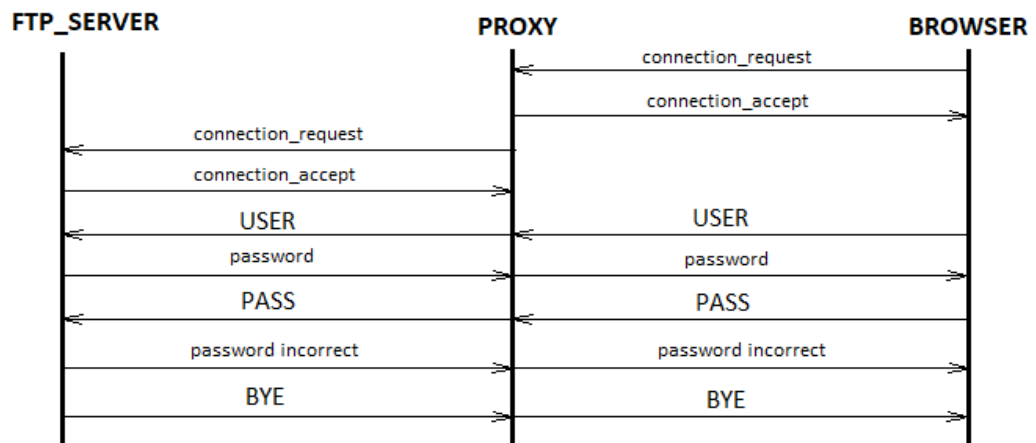 FTP_SERVER
PROXY
BROWSER
connection_request
connection_accept
connection_request
connection_accept
USER
USER
password
password
PASS
PASS
password incorrect
password incorrect
BYE
BYE